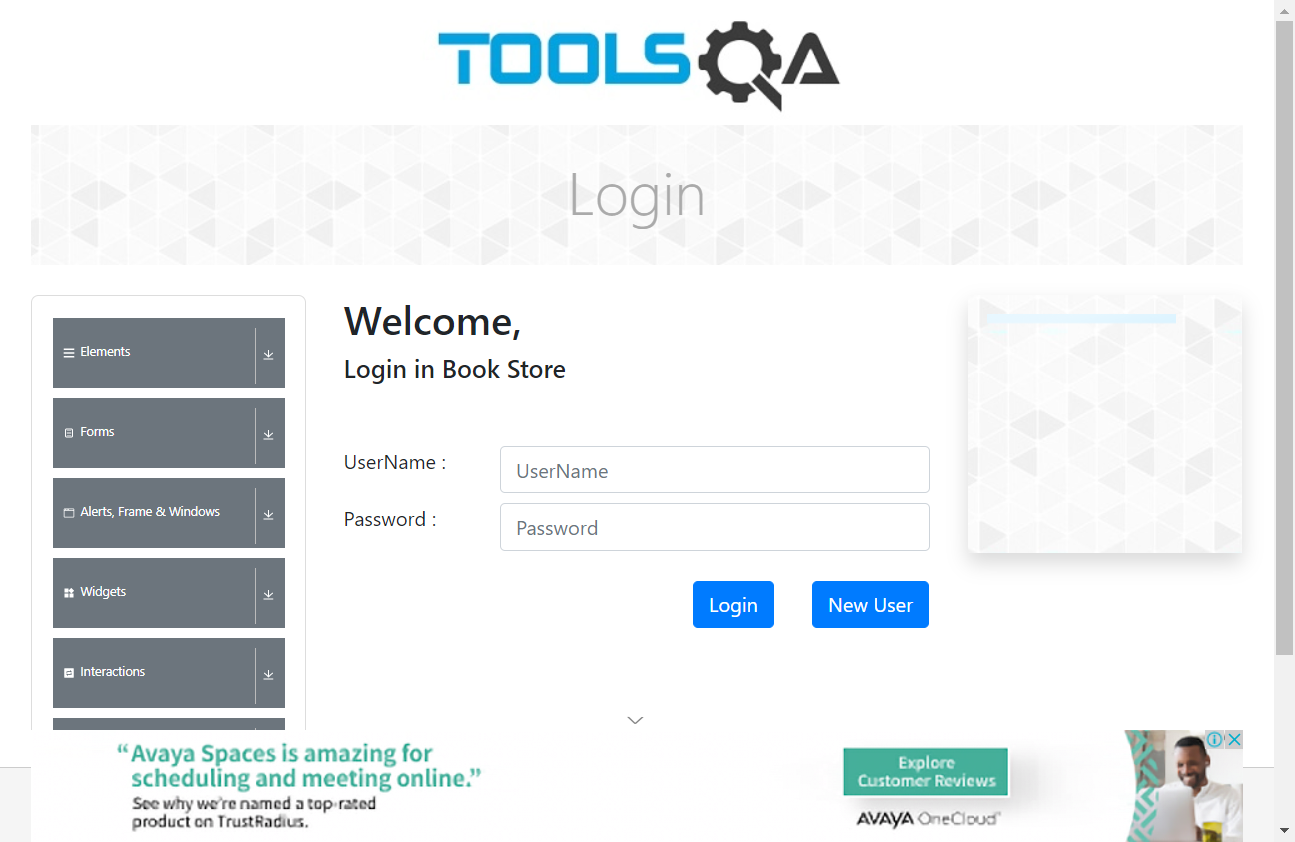 TOOLSQA
Login
Elements
Forms
Alerts, Frame & Windows
Widgets
Interactions
Welcome,
Login in Book Store
UserName :
UserName
Password :
Password
Login
New User
“Avaya Spaces is amazing for
scheduling and meeting online.”
See why we're named a top-rated
product on TrustRadius.
Explore
Customer Reviews
AVAYA OneCloud™